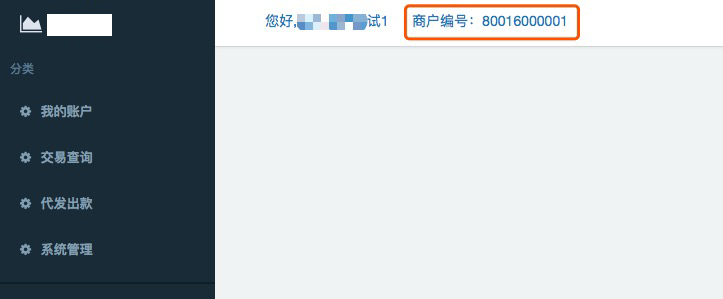 您好, 试1 商户编号：80016000001
分类
我的账户
交易查询
代发出款
系统管理